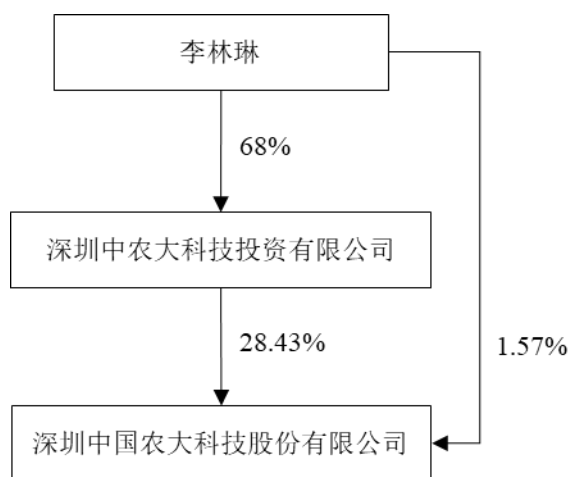 李林琳
68%
深圳中农大科技投资有限公司
28.43%
1.57%
深圳中国农大科技股份有限公司